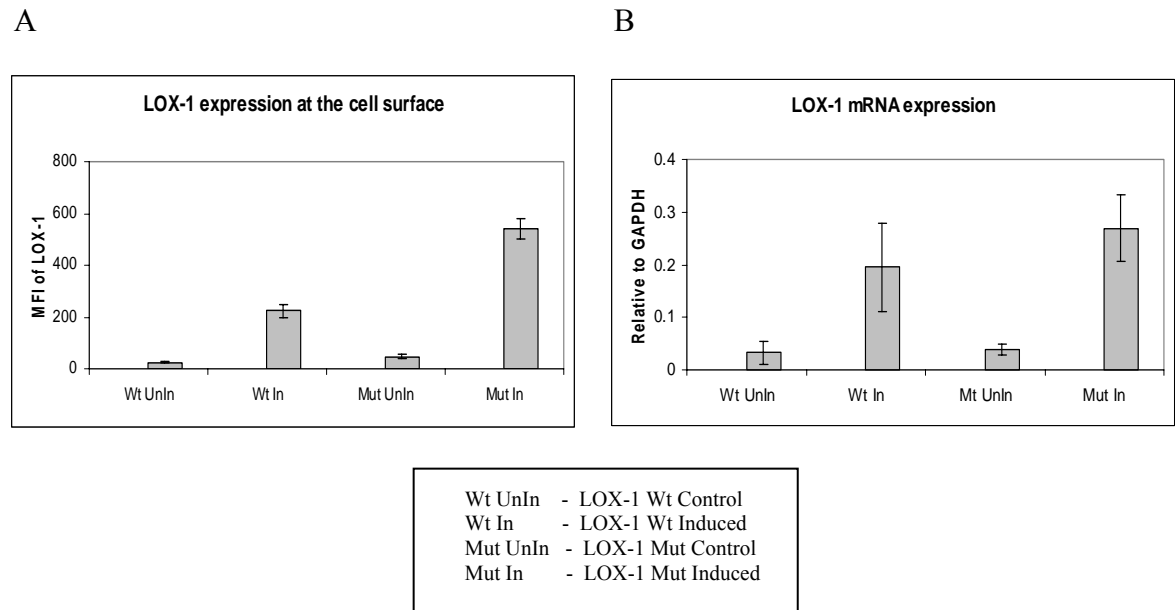 A
B
LOX-1 expression at the cell surface
MFI of LOX-1
800
600
400
200
0
Wt UnIn Wt In Mut UnIn Mut In
LOX-1 mRNA expression
Relative to GAPDH
0.4
0.3
0.2
0.1
0
Wt UnIn Wt In Mt UnIn Mut In
Wt UnIn - LOX-1 Wt Control
Wt In - LOX-1 Wt Induced
Mut UnIn - LOX-1 Mut Control
Mut In - LOX-1 Mut Induced